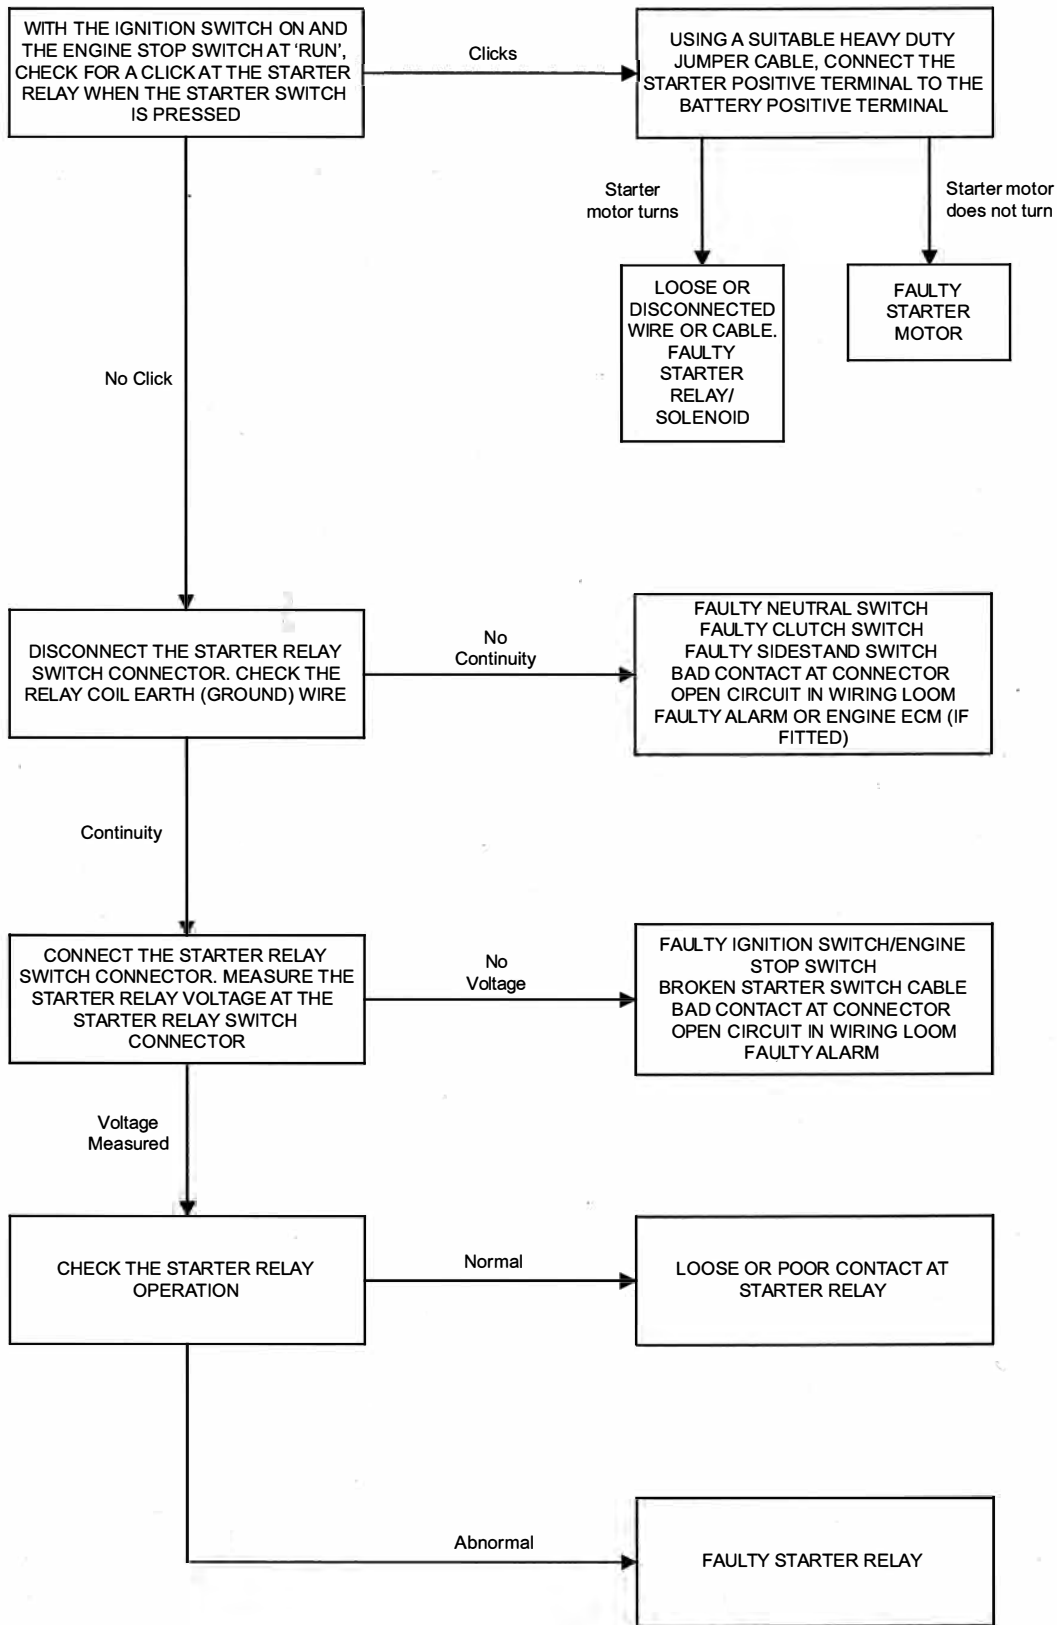 WITH THE IGNITION SWITCH ON AND
THE ENGINE STOP SWITCH AT ‘RUN’,
CHECK FOR A CLICK AT THE STARTER
RELAY WHEN THE STARTER SWITCH
IS PRESSED
Clicks
USING A SUITABLE HEAVY DUTY
JUMPER CABLE, CONNECT THE
STARTER POSITIVE TERMINAL TO THE
BATTERY POSITIVE TERMINAL
Starter
motor turns
Starter motor
does not turn
LOOSE OR
DISCONNECTED
WIRE OR CABLE.
FAULTY
STARTER
RELAY/
SOLENOID
FAULTY
STARTER
MOTOR
No Click
DISCONNECT THE STARTER RELAY
SWITCH CONNECTOR. CHECK THE
RELAY COIL EARTH (GROUND) WIRE
No
Continuity
FAULTY NEUTRAL SWITCH
FAULTY CLUTCH SWITCH
FAULTY SIDESTAND SWITCH
BAD CONTACT AT CONNECTOR
OPEN CIRCUIT IN WIRING LOOM
FAULTY ALARM OR ENGINE ECM (IF
FITTED)
Continuity
CONNECT THE STARTER RELAY
SWITCH CONNECTOR. MEASURE THE
STARTER RELAY VOLTAGE AT THE
STARTER RELAY SWITCH
CONNECTOR
No
Voltage
FAULTY IGNITION SWITCH/ENGINE
STOP SWITCH
BROKEN STARTER SWITCH CABLE
BAD CONTACT AT CONNECTOR
OPEN CIRCUIT IN WIRING LOOM
FAULTY ALARM
Voltage
Measured
CHECK THE STARTER RELAY
OPERATION
Normal
LOOSE OR POOR CONTACT AT
STARTER RELAY
Abnormal
FAULTY STARTER RELAY